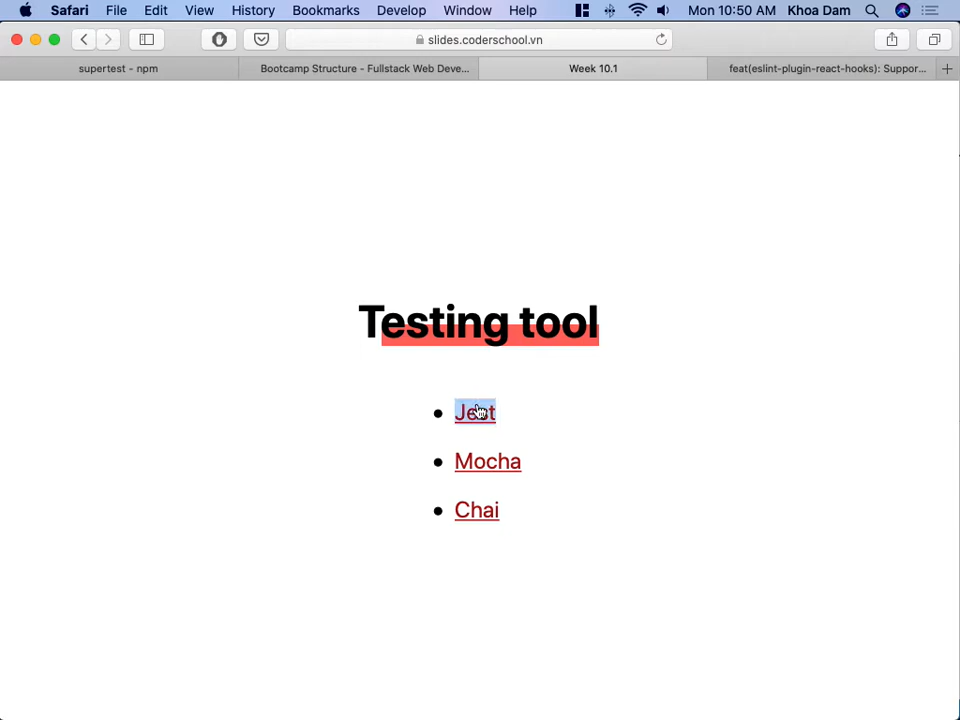 Safari File Edit View History Bookmarks Develop Window Help Mon 10:50 AM Khoa Dam
slides.coderschool.vn
supertest - npm Bootcamp Structure - Fullstack Web Deve... Week 10.1 feat(eslint-plugin-react-hooks): Suppor...
Testing tool
Jest
Mocha
Chai